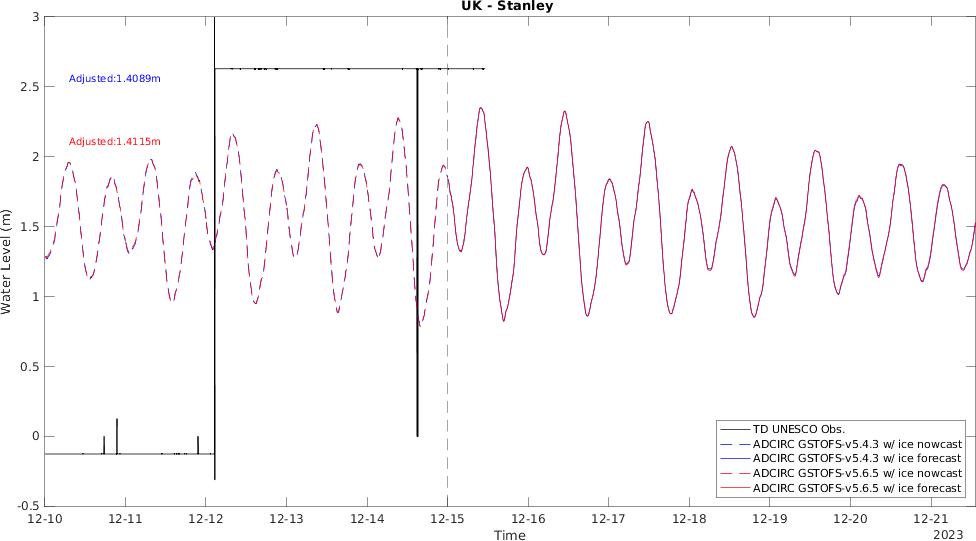 UK - Stanley
3
2.5
2
1.5
1
0.5
0
-0.5
Water Level (m)
Adjusted:1.4089m
Adjusted:1.4115m
TD UNESCO Obs.
ADCIRC GSTOFS-v5.4.3 w/ ice nowcast
ADCIRC GSTOFS-v5.4.3 w/ ice forecast
ADCIRC GSTOFS-v5.6.5 w/ ice nowcast
ADCIRC GSTOFS-v5.6.5 w/ ice forecast
12-10 12-11 12-12 12-13 12-14 12-15 12-16 12-17 12-18 12-19 12-20 12-21
Time
2023